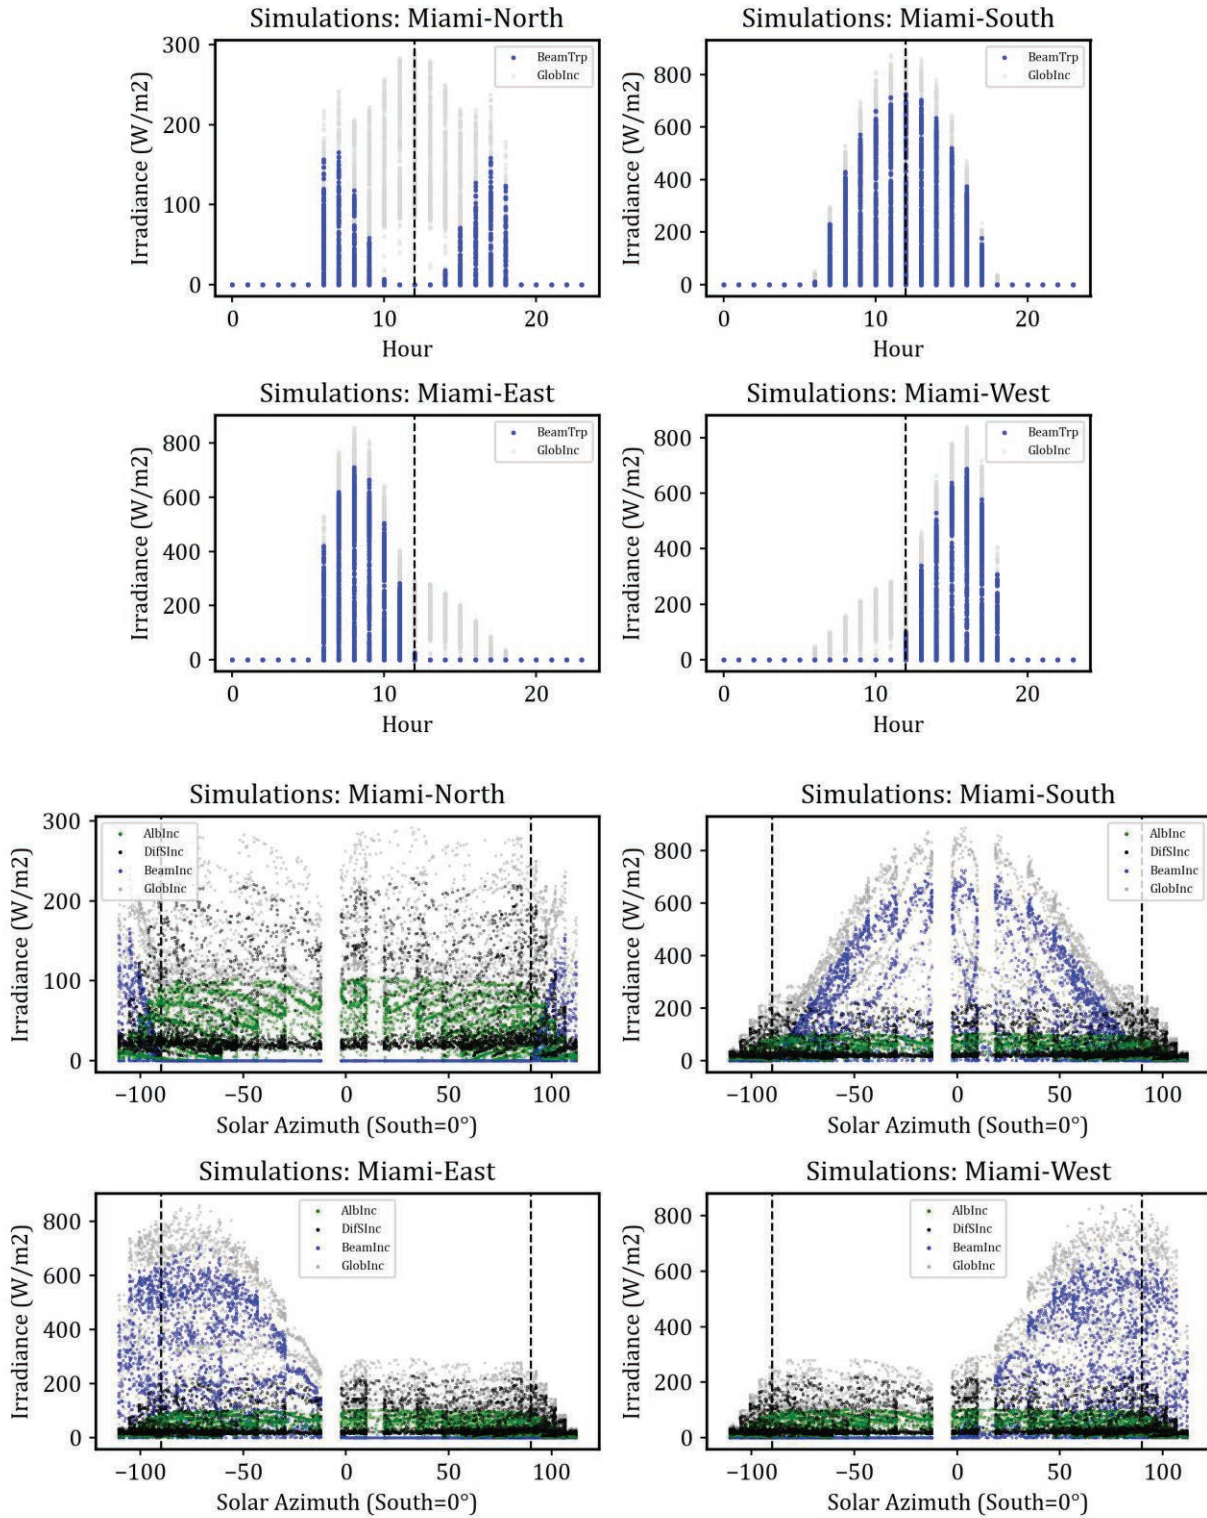 Simulations: Miami-North
Irradiance (W/m2)
300
200
100
0
BeamTrp
GlobInc
0 10 20
Hour
Simulations: Miami-South
Irradiance (W/m2)
800
600
400
200
0
BeamTrp
GlobInc
0 10 20
Hour
Simulations: Miami-East
Irradiance (W/m2)
800
600
400
200
0
BeamTrp
GlobInc
0 10 20
Hour
Simulations: Miami-West
Irradiance (W/m2)
800
600
400
200
0
BeamTrp
GlobInc
0 10 20
Hour
Simulations: Miami-North
Irradiance (W/m2)
300
200
100
0
AlbInc
DifSInc
BeamInc
GlobInc
−100 −50 0 50 100
Solar Azimuth (South=0°)
Simulations: Miami-South
Irradiance (W/m2)
800
600
400
200
0
AlbInc
DifSInc
BeamInc
GlobInc
−100 −50 0 50 100
Solar Azimuth (South=0°)
Simulations: Miami-East
Irradiance (W/m2)
800
600
400
200
0
AlbInc
DifSInc
BeamInc
GlobInc
−100 −50 0 50 100
Solar Azimuth (South=0°)
Simulations: Miami-West
Irradiance (W/m2)
800
600
400
200
0
AlbInc
DifSInc
BeamInc
GlobInc
−100 −50 0 50 100
Solar Azimuth (South=0°)